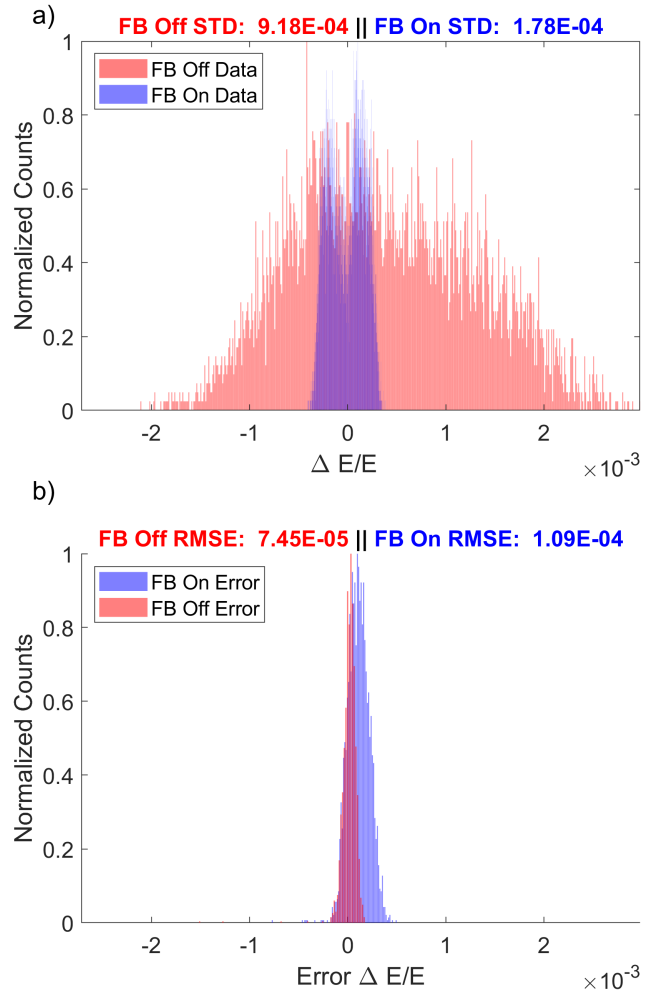 a)
FB Off STD: 9.18E-04 || FB On STD: 1.78E-04
FB Off Data
FB On Data
Normalized Counts
1
0.8
0.6
0.4
0.2
0
-2
-1
0
1
2
Δ E/E
×10-3
b)
FB Off RMSE: 7.45E-05 || FB On RMSE: 1.09E-04
FB On Error
FB Off Error
Normalized Counts
1
0.8
0.6
0.4
0.2
0
-2
-1
0
1
2
Error Δ E/E
×10-3